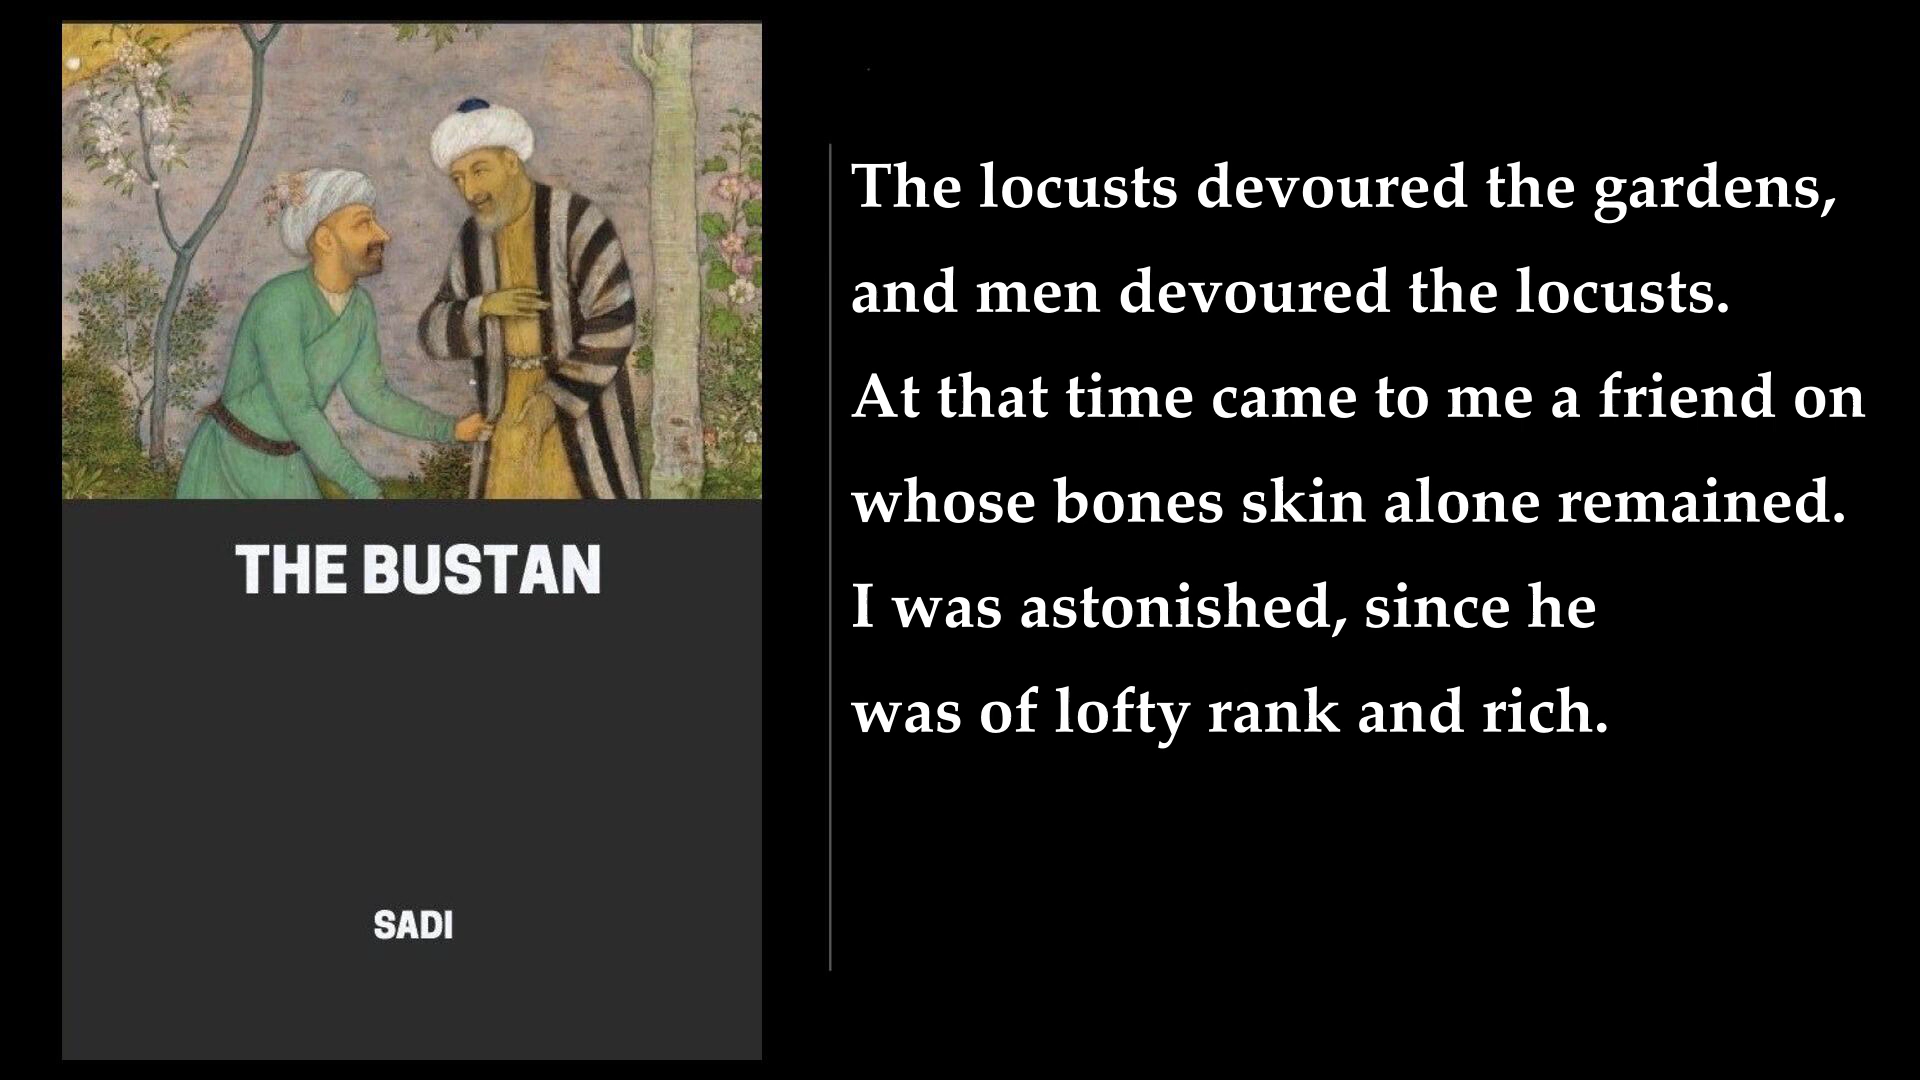 THE BUSTAN
SADI
The locusts devoured the gardens,
and men devoured the locusts.
At that time came to me a friend on
whose bones skin alone remained.
I was astonished, since he
was of lofty rank and rich.